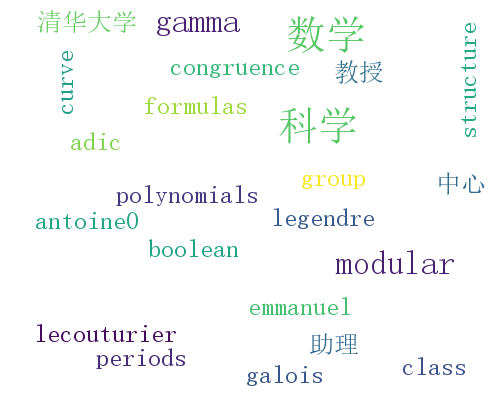 清华大学
gamma
数学
curve
structure
congruence
教授
formulas
科学
adic
group
中心
polynomials
antoine0
legendre
boolean
modular
emmanuel
lecouturier
助理
periods
galois
class